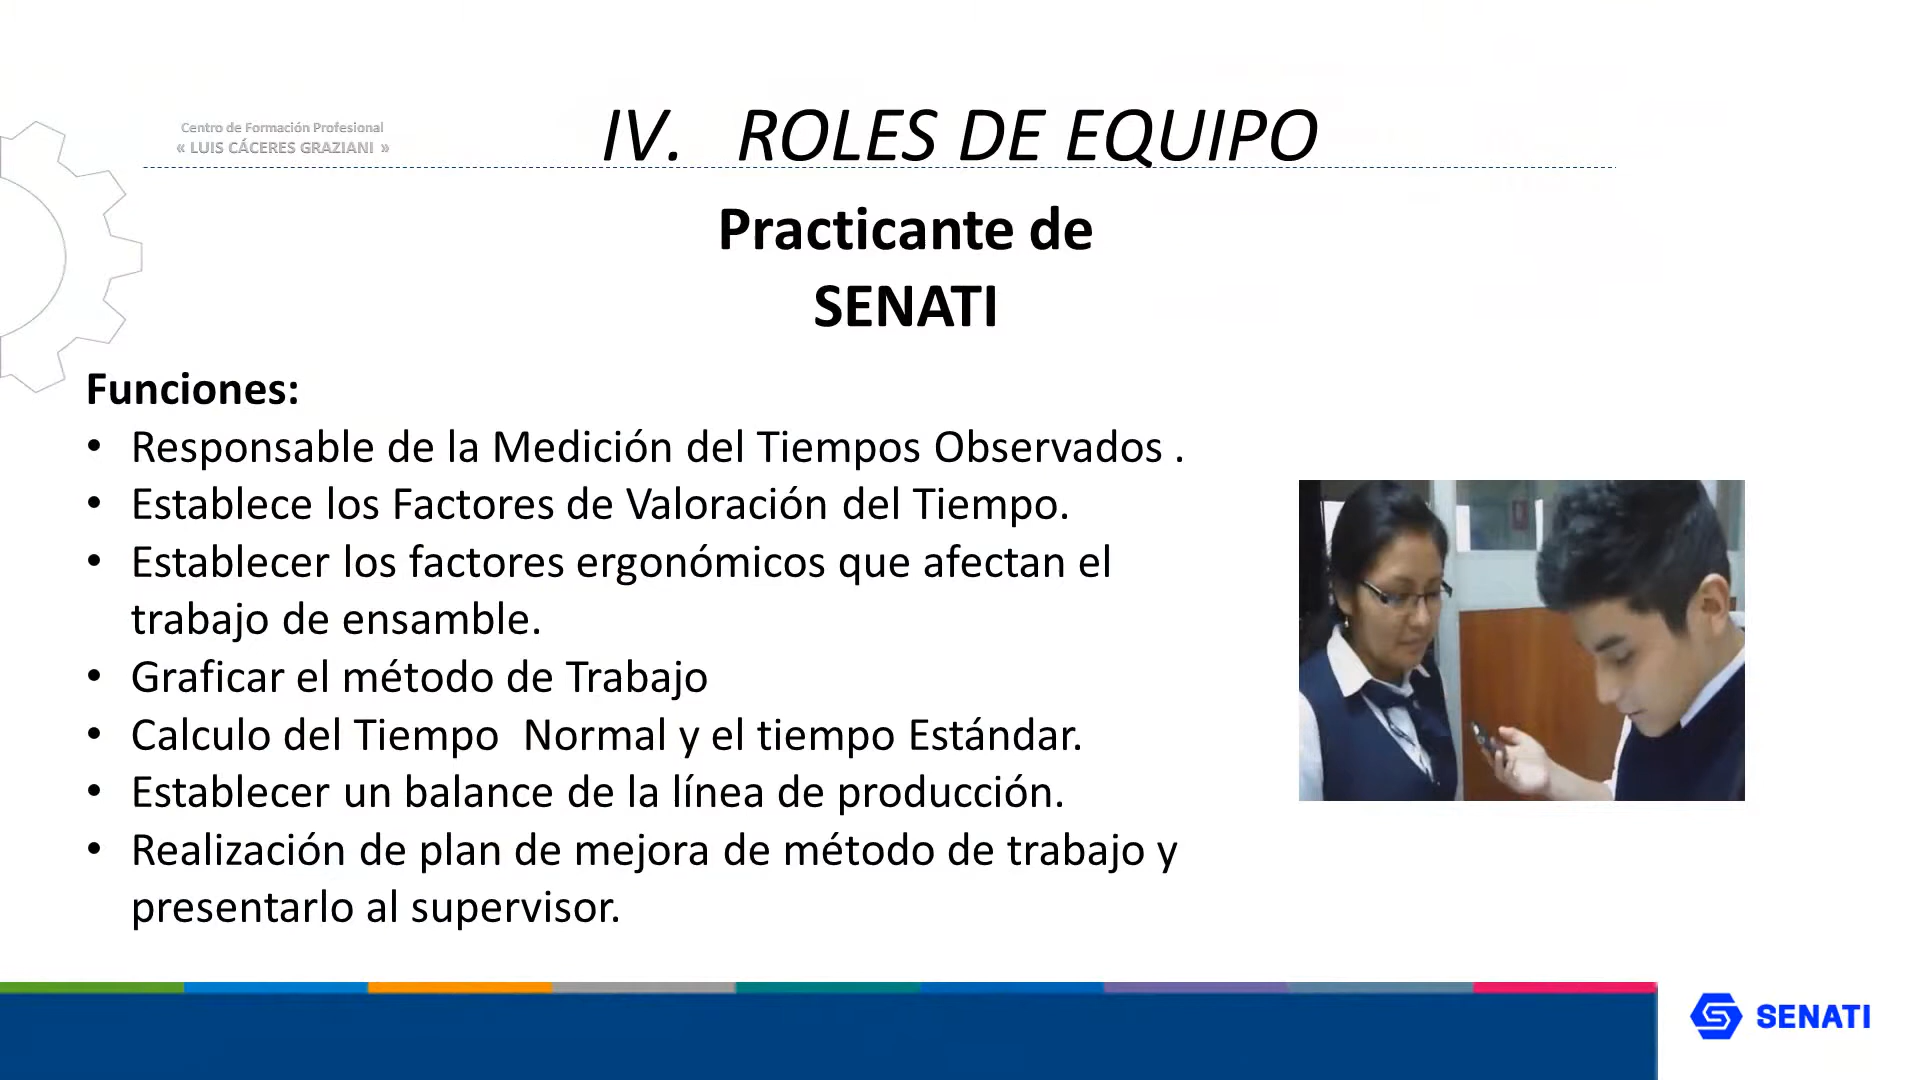 Centro de Formación Profesional
« LUIS CÁCERES GRAZIANI »
IV. ROLES DE EQUIPO
Practicante de
SENATI
Funciones:
• Responsable de la Medición del Tiempos Observados .
• Establece los Factores de Valoración del Tiempo.
• Establecer los factores ergonómicos que afectan el
trabajo de ensamble.
• Graficar el método de Trabajo
• Calculo del Tiempo  Normal y el tiempo Estándar.
• Establecer un balance de la línea de producción.
• Realización de plan de mejora de método de trabajo y
presentarlo al supervisor.
SENATI